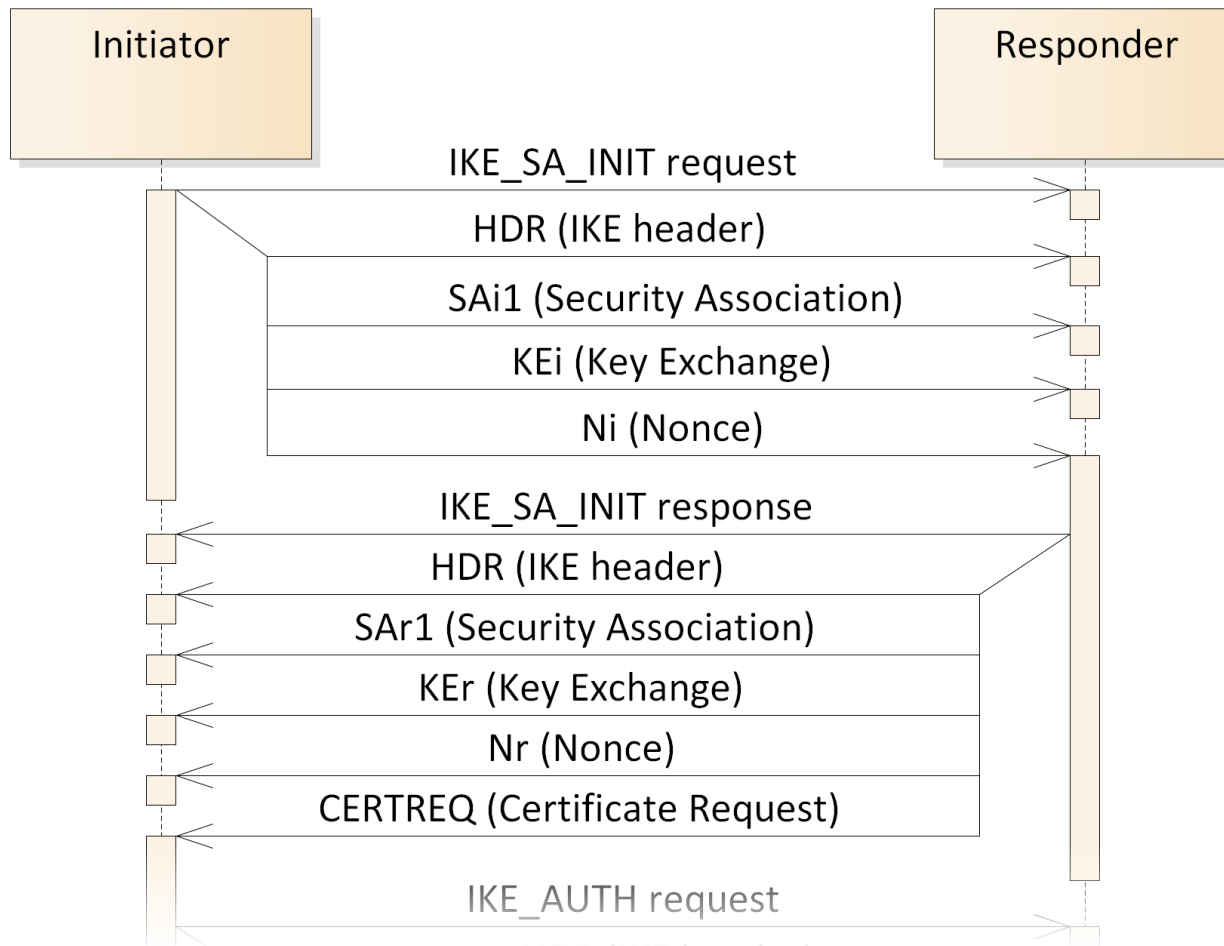 Initiator
Responder
IKE_SA_INIT request
HDR (IKE header)
SAi1 (Security Association)
KEi (Key Exchange)
Ni (Nonce)
IKE_SA_INIT response
HDR (IKE header)
SAr1 (Security Association)
KEr (Key Exchange)
Nr (Nonce)
CERTREQ (Certificate Request)
IKE_AUTH request